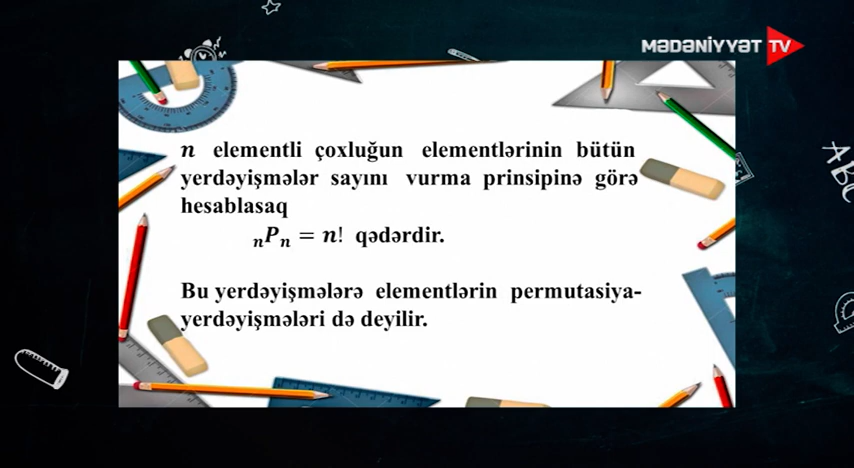 MƏDƏNİYYƏT TV
n elementli çoxluğun elementlərinin bütün
yerdəyişmələr sayını vurma prinsipinə görə
hesablasaq
ₙPₙ = n! qədərdir.
Bu yerdəyişmələrə elementlərin permutasiya-
yerdəyişmələri də deyilir.
ABC